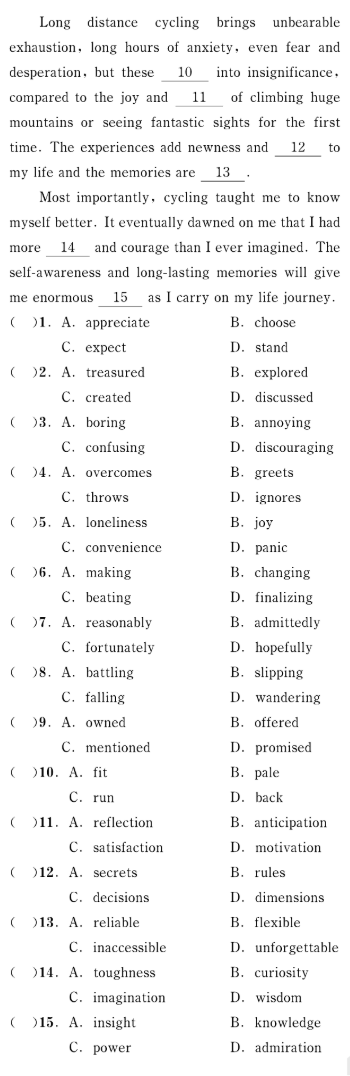 Long distance cycling brings unbearable
exhaustion, long hours of anxiety, even fear and
desperation, but these 10 into insignificance,
compared to the joy and 11 of climbing huge
mountains or seeing fantastic sights for the first
time. The experiences add newness and 12 to
my life and the memories are 13 .
Most importantly, cycling taught me to know
myself better. It eventually dawned on me that I had
more 14 and courage than I ever imagined. The
self-awareness and long-lasting memories will give
me enormous 15 as I carry on my life journey.
( )1. A. appreciate B. choose
C. expect D. stand
( )2. A. treasured B. explored
C. created D. discussed
( )3. A. boring B. annoying
C. confusing D. discouraging
( )4. A. overcomes B. greets
C. throws D. ignores
( )5. A. loneliness B. joy
C. convenience D. panic
( )6. A. making B. changing
C. beating D. finalizing
( )7. A. reasonably B. admittedly
C. fortunately D. hopefully
( )8. A. battling B. slipping
C. falling D. wandering
( )9. A. owned B. offered
C. mentioned D. promised
( )10. A. fit B. pale
C. run D. back
( )11. A. reflection B. anticipation
C. satisfaction D. motivation
( )12. A. secrets B. rules
C. decisions D. dimensions
( )13. A. reliable B. flexible
C. inaccessible D. unforgettable
( )14. A. toughness B. curiosity
C. imagination D. wisdom
( )15. A. insight B. knowledge
C. power D. admiration